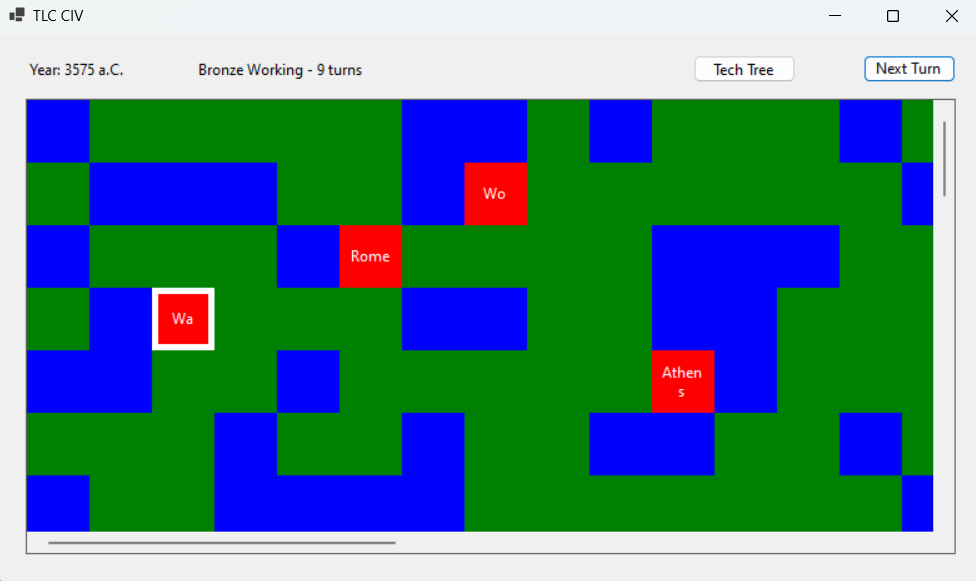 TLC CIV
Year: 3575 a.C.
Bronze Working - 9 turns
Tech Tree
Next Turn
Wo
Rome
Wa
Athen
s